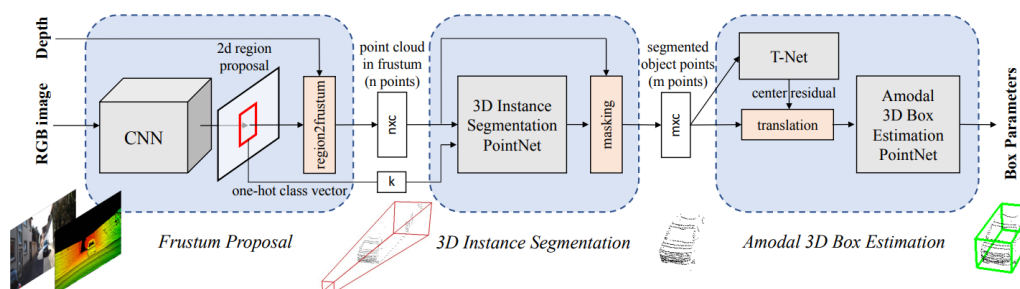 Depth
RGB image
CNN
2d region
proposal
region2frustum
one-hot class vector
Frustum Proposal
point cloud
in frustum
(n points)
nxc
k
3D Instance
Segmentation
PointNet
masking
3D Instance Segmentation
segmented
object points
(m points)
mxc
T-Net
center residual
translation
Amodal
3D Box
Estimation
PointNet
Amodal 3D Box Estimation
Box Parameters